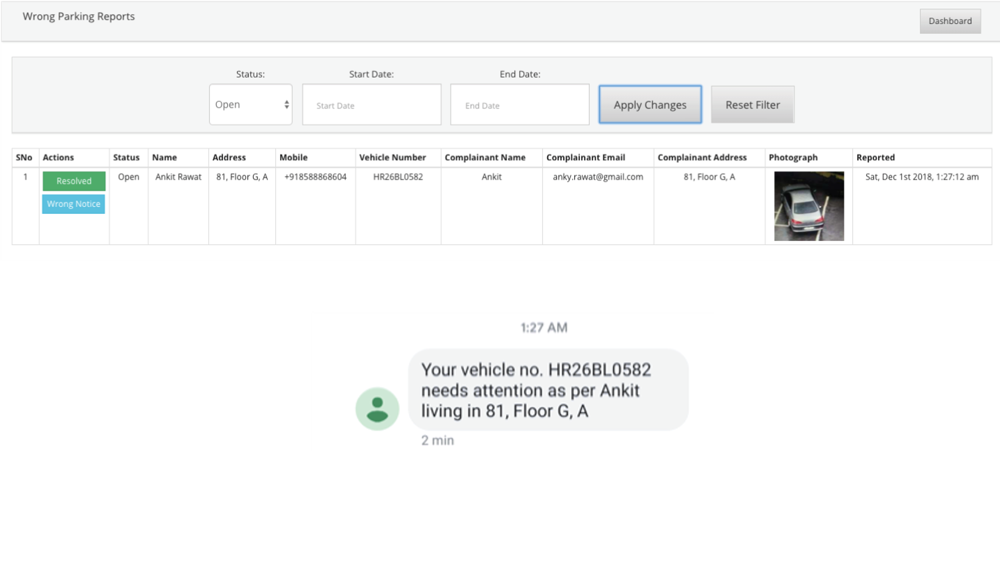 Wrong Parking Reports
Dashboard
Status: Start Date: End Date:
Open Start Date End Date Apply Changes Reset Filter
SNo Actions Status Name Address Mobile Vehicle Number Complainant Name Complainant Email Complainant Address Photograph Reported
1 Resolved Open Ankit Rawat 81, Floor G, A +918588868604 HR26BL0582 Ankit anky.rawat@gmail.com 81, Floor G, A Sat, Dec 1st 2018, 1:27:12 am
Wrong Notice
1:27 AM
Your vehicle no. HR26BL0582
needs attention as per Ankit
living in 81, Floor G, A
2 min